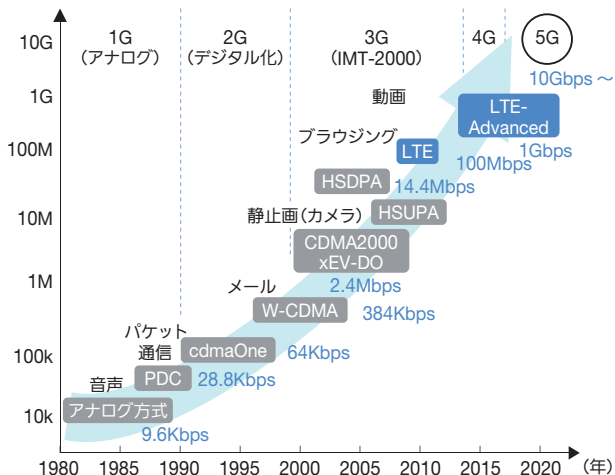 1G
(アナログ)
2G
(デジタル化)
3G
(IMT-2000)
4G
5G
10G
1G
100M
10M
1M
100k
10k
10Gbps ~
動画
LTE-
Advanced
1Gbps
ブラウジング
LTE
100Mbps
HSDPA
14.4Mbps
静止画(カメラ)
HSUPA
CDMA2000
xEV-DO
2.4Mbps
メール
W-CDMA
384Kbps
パケット
通信
cdmaOne
64Kbps
音声
PDC
28.8Kbps
アナログ方式
9.6Kbps
1980 1985 1990 1995 2000 2005 2010 2015 2020 (年)